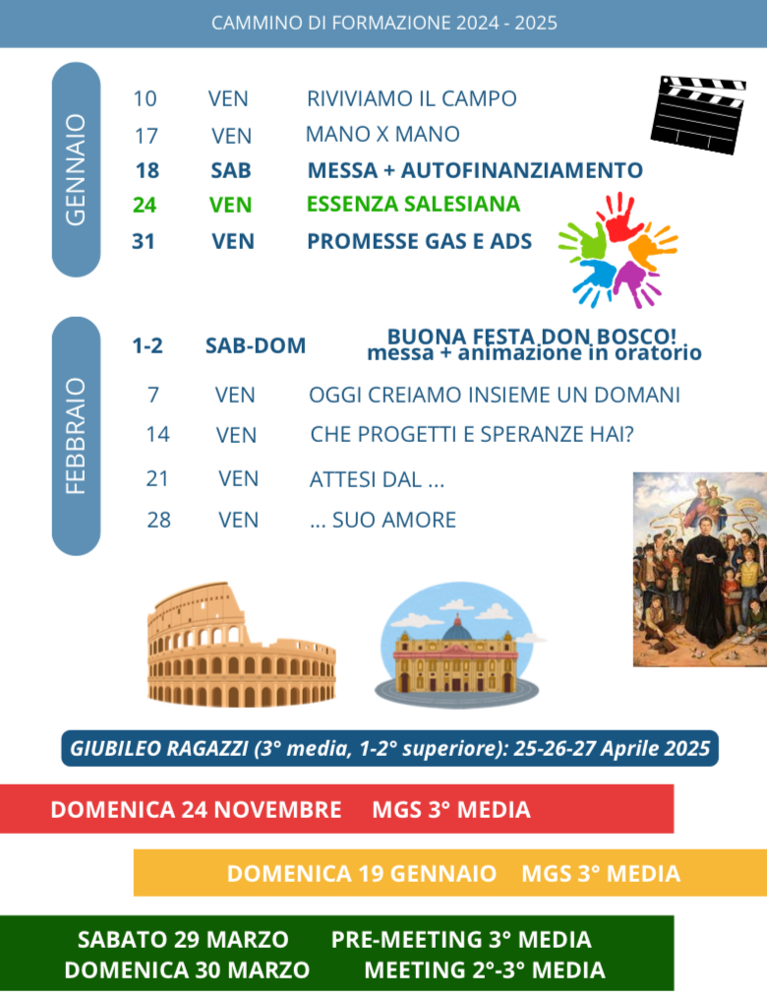 CAMMINO DI FORMAZIONE 2024 - 2025
GENNAIO
10 VEN RIVIVIAMO IL CAMPO
17 VEN MANO X MANO
18 SAB MESSA + AUTOFINANZIAMENTO
24 VEN ESSENZA SALESIANA
31 VEN PROMESSE GAS E ADS
FEBBRAIO
1-2 SAB-DOM BUONA FESTA DON BOSCO!
messa + animazione in oratorio
7 VEN OGGI CREIAMO INSIEME UN DOMANI
14 VEN CHE PROGETTI E SPERANZE HAI?
21 VEN ATTESI DAL ...
28 VEN ... SUO AMORE
GIUBILEO RAGAZZI (3° media, 1-2° superiore): 25-26-27 Aprile 2025
DOMENICA 24 NOVEMBRE MGS 3° MEDIA
DOMENICA 19 GENNAIO MGS 3° MEDIA
SABATO 29 MARZO PRE-MEETING 3° MEDIA
DOMENICA 30 MARZO MEETING 2°-3° MEDIA